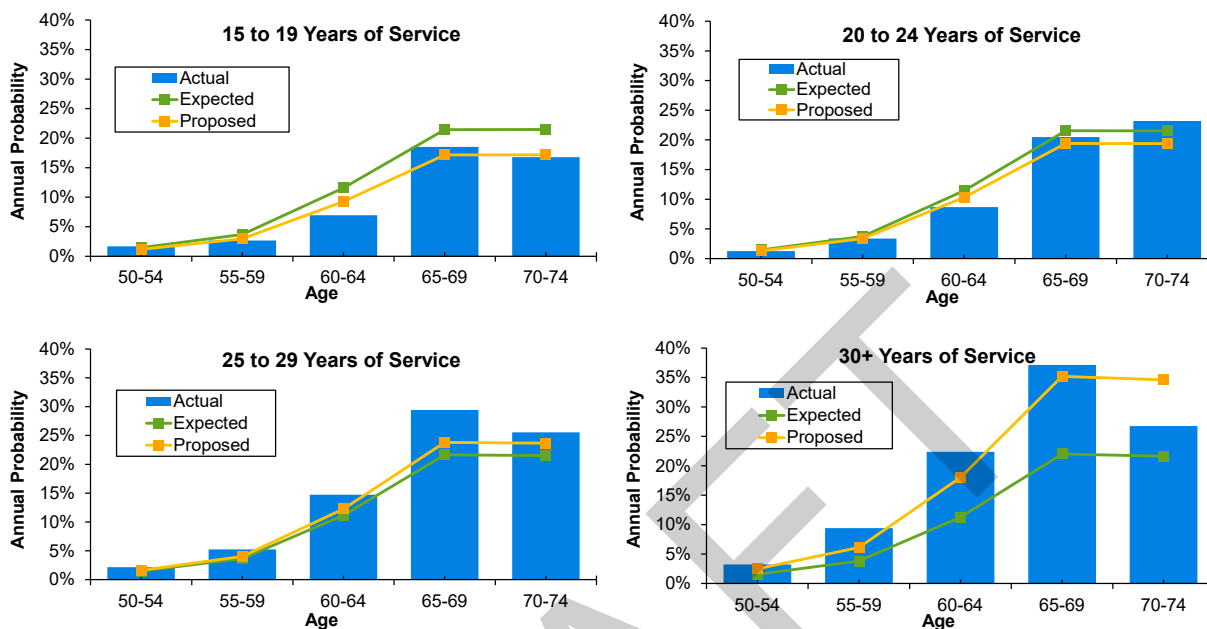 15 to 19 Years of Service
Annual Probability
40%
35%
30%
25%
20%
15%
10%
5%
0%
Actual
Expected
Proposed
50-54 55-59 60-64 65-69 70-74
Age
20 to 24 Years of Service
Annual Probability
40%
35%
30%
25%
20%
15%
10%
5%
0%
Actual
Expected
Proposed
50-54 55-59 60-64 65-69 70-74
Age
25 to 29 Years of Service
Annual Probability
40%
35%
30%
25%
20%
15%
10%
5%
0%
Actual
Expected
Proposed
50-54 55-59 60-64 65-69 70-74
Age
30+ Years of Service
Annual Probability
40%
35%
30%
25%
20%
15%
10%
5%
0%
Actual
Expected
Proposed
50-54 55-59 60-64 65-69 70-74
Age